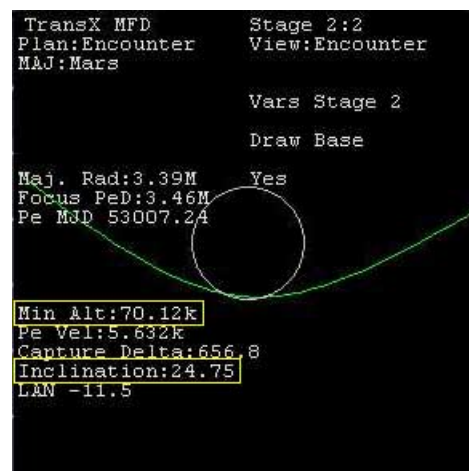 TransX MFD Stage 2:2
Plan:Encounter View:Encounter
MAJ:Mars
Vars Stage 2
Draw Base
Maj. Rad:3.39M Yes
Focus PeD:3.46M
Pe MJD 53007.24
Min Alt:70.12k
Pe Vel:5.632k
Capture Delta:656.8
Inclination:24.75
LAN -11.5